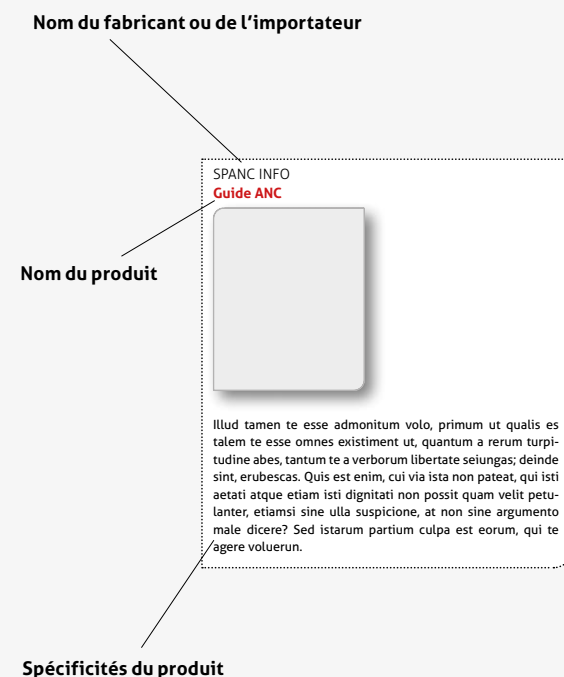 Nom du fabricant ou de l’importateur
SPANC INFO
Guide ANC
Nom du produit
Illud tamen te esse admonitum volo, primum ut qualis es
talem te esse omnes existiment ut, quantum a rerum turpi-
tudine abes, tantum te a verborum libertate seiungas; deinde
sint, erubescas. Quis est enim, cui via ista non pateat, qui isti
aetati atque etiam isti dignitati non possit quam velit petu-
lanter, etiamsi sine ulla suspicione, at non sine argumento
male dicere? Sed istarum partium culpa est eorum, qui te
agere voluerun.
Spécificités du produit